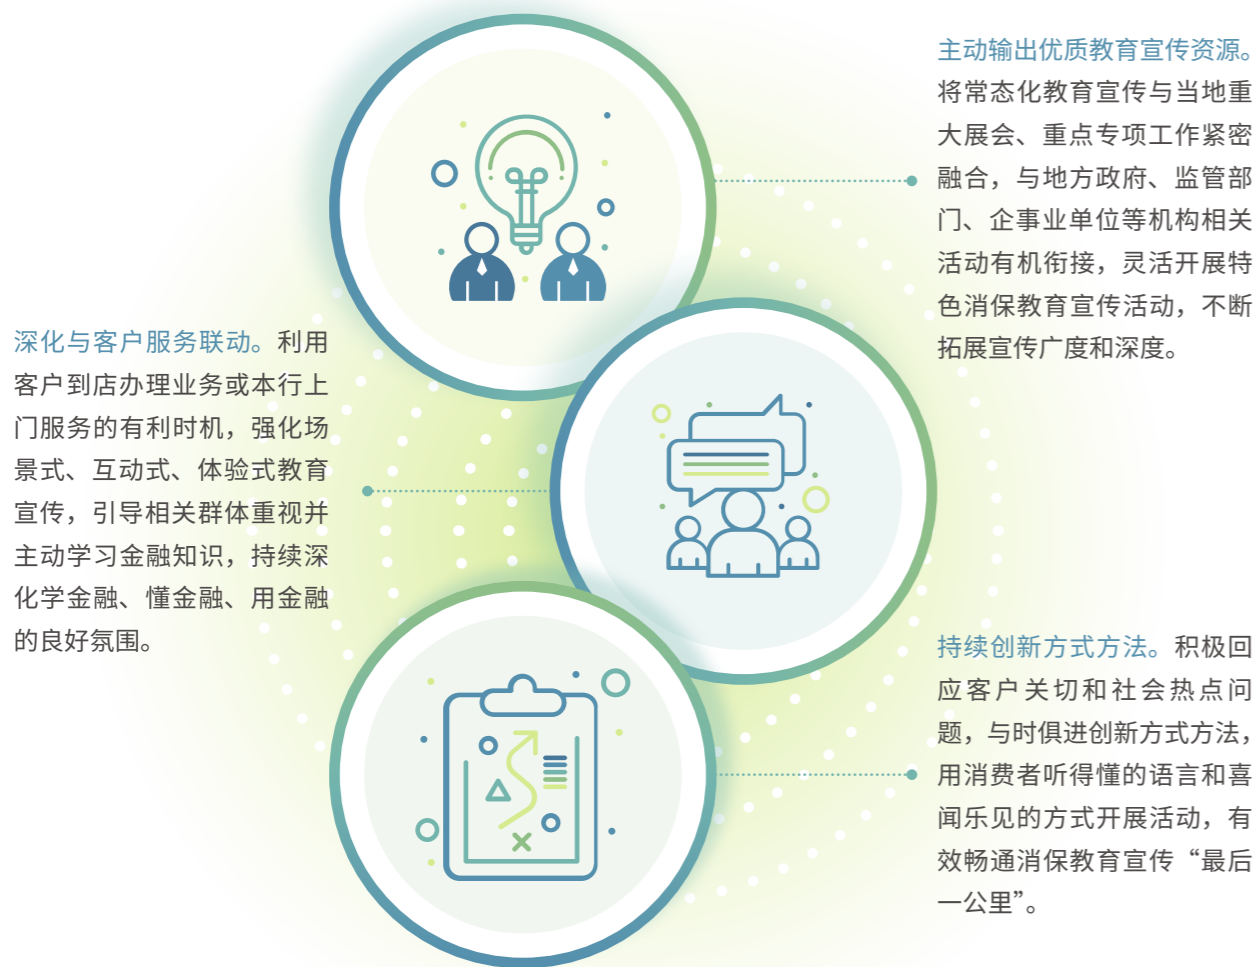 主动输出优质教育宣传资源。
将常态化教育宣传与当地重
大展会、重点专项工作紧密
融合，与地方政府、监管部
门、企事业单位等机构相关
活动有机衔接，灵活开展特
色消保教育宣传活动，不断
拓展宣传广度和深度。
深化与客户服务联动。利用
客户到店办理业务或本行上
门服务的有利时机，强化场
景式、互动式、体验式教育
宣传，引导相关群体重视并
主动学习金融知识，持续深
化学金融、懂金融、用金融
的良好氛围。
持续创新方式方法。积极回
应客户关切和社会热点问
题，与时俱进创新方式方法，
用消费者听得懂的语言和喜
闻乐见的方式开展活动，有
效畅通消保教育宣传“最后
一公里”。